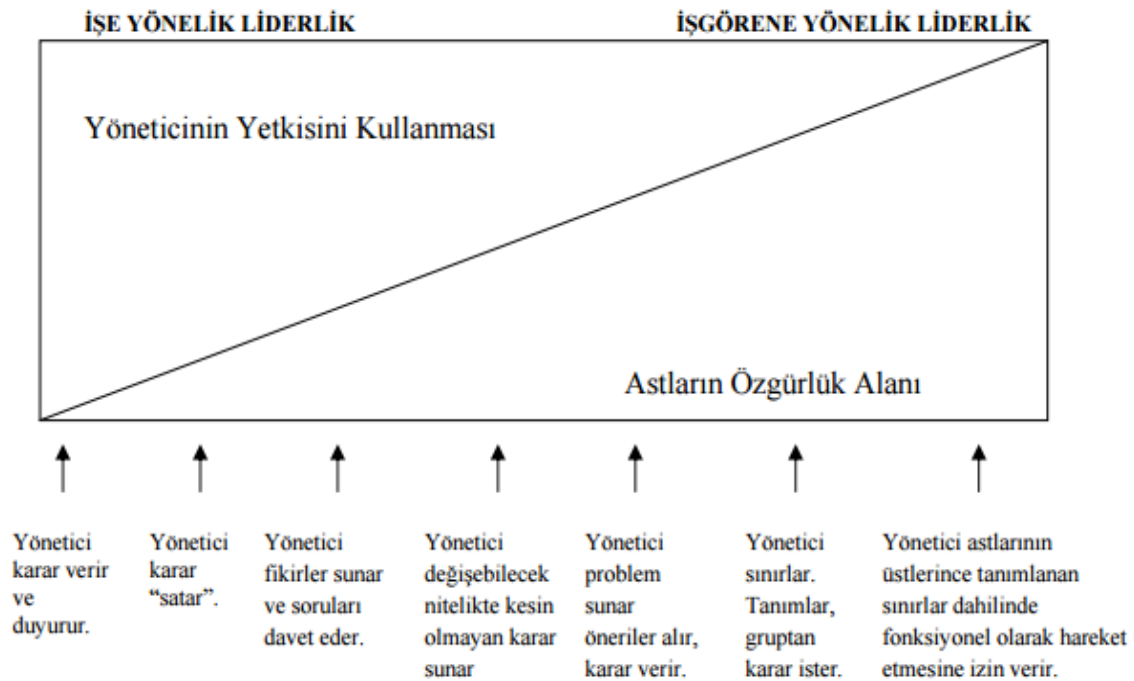 İŞE YÖNELİK LİDERLİK
İŞGÖRENE YÖNELİK LİDERLİK
Yöneticinin Yetkisini Kullanması
Astların Özgürlük Alanı
Yönetici
karar verir
ve
duyurur.
Yönetici
karar
“satar”.
Yönetici
fikirler sunar
ve soruları
davet eder.
Yönetici
değişebilecek
nitelikte kesin
olmayan karar
sunar
Yönetici
problem
sunar
öneriler alır,
karar verir.
Yönetici
sınırlar.
Tanımlar,
gruptan
karar ister.
Yönetici astlarının
üstlerince tanımlanan
sınırlar dahilinde
fonksiyonel olarak hareket
etmesine izin verir.